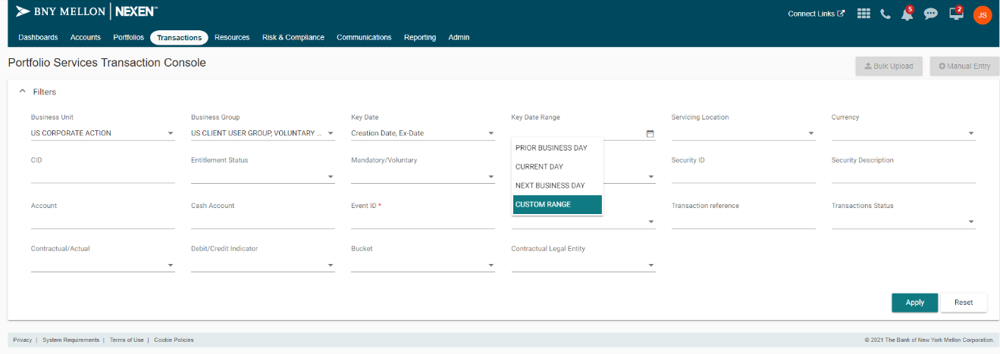 BNY MELLON | NEXEN℠
Connect Links 5 2 JS
Dashboards Accounts Portfolios Transactions Resources Risk & Compliance Communications Reporting Admin
Portfolio Services Transaction Console
Bulk Upload Manual Entry
Filters
Business Unit Business Group Key Date Key Date Range Servicing Location Currency
US CORPORATE ACTION US CLIENT USER GROUP, VOLUNTARY ... Creation Date, Ex-Date
PRIOR BUSINESS DAY
CID Entitlement Status Mandatory/Voluntary Security ID Security Description
CURRENT DAY
NEXT BUSINESS DAY
CUSTOM RANGE
Account Cash Account Event ID * Transaction reference Transactions Status
Contractual/Actual Debit/Credit Indicator Bucket Contractual Legal Entity
Apply Reset
Privacy | System Requirements | Terms of Use | Cookie Policies © 2021 The Bank of New York Mellon Corporation.